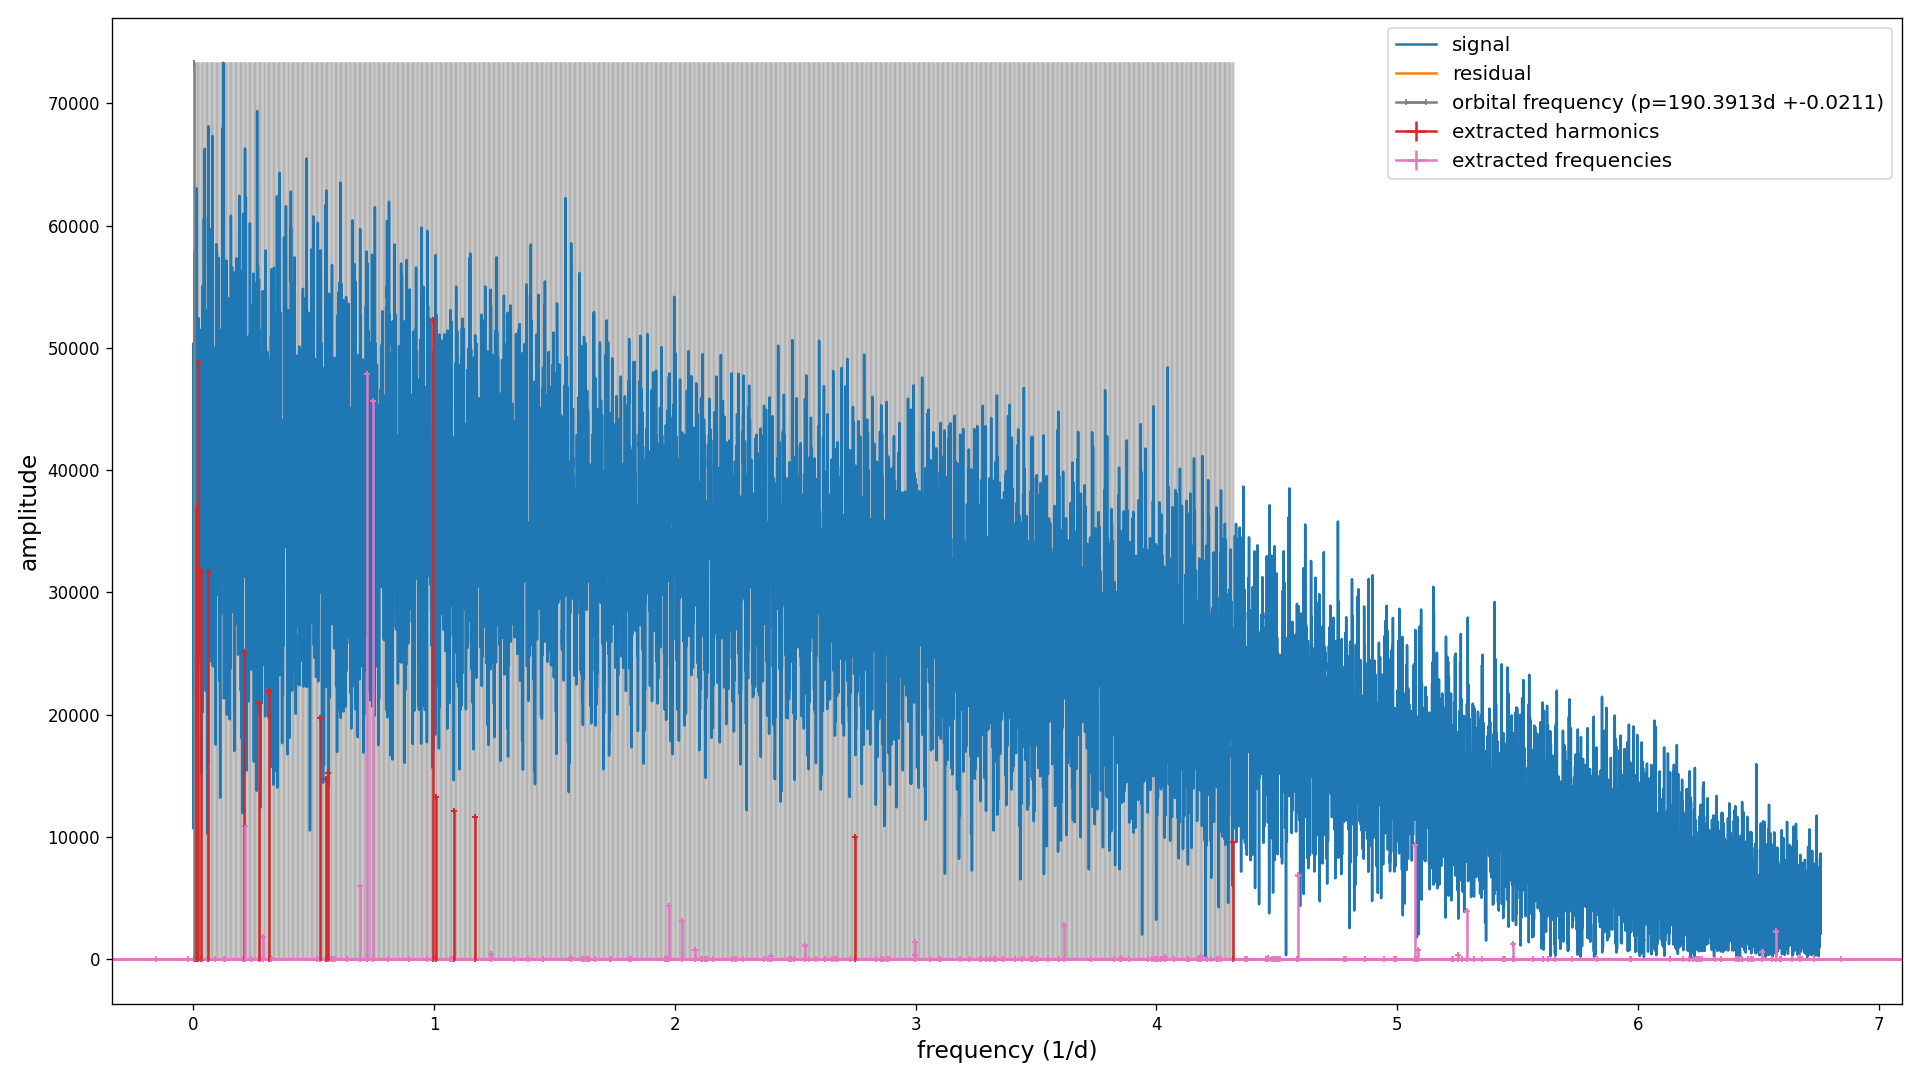 signal
residual
orbital frequency (p=190.3913d +-0.0211)
extracted harmonics
extracted frequencies
amplitude
70000
60000
50000
40000
30000
20000
10000
0
0 1 2 3 4 5 6 7
frequency (1/d)